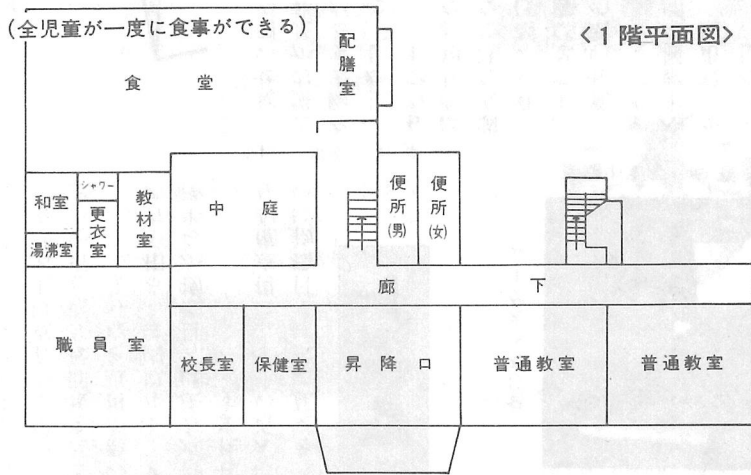 (全児童が一度に食事ができる)
<1階平面図>
配膳室
食堂
シャワー
和室
更衣室
教材室
中庭
便所(男)
便所(女)
湯沸室
廊下
職員室
校長室
保健室
昇降口
普通教室
普通教室